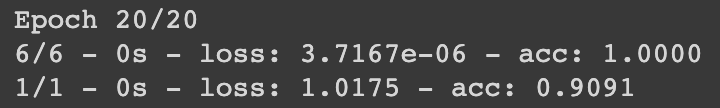 Epoch 20/20
6/6 - 0s - loss: 3.7167e-06 - acc: 1.0000
1/1 - 0s - loss: 1.0175 - acc: 0.9091